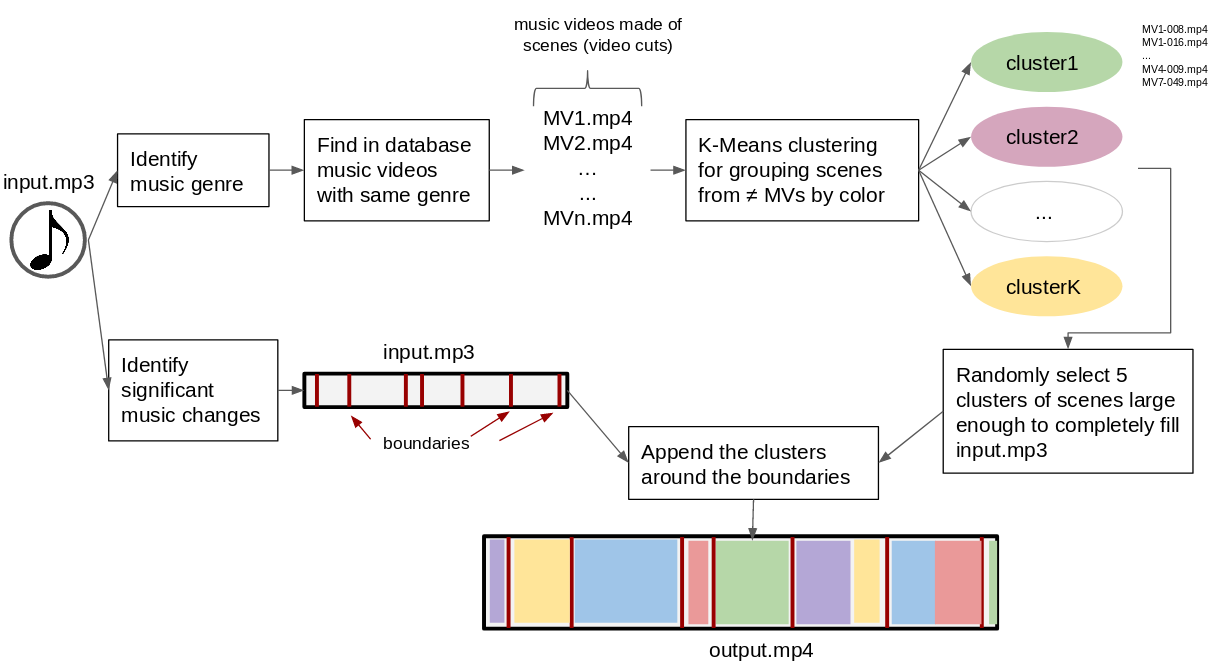 music videos made of
scenes (video cuts)
MV1-008.mp4
MV1-016.mp4
...
MV4-009.mp4
MV7-049.mp4
cluster1
cluster2
...
clusterK
input.mp3
Identify
music genre
Find in database
music videos
with same genre
MV1.mp4
MV2.mp4
...
...
MVn.mp4
K-Means clustering
for grouping scenes
from ≠ MVs by color
Identify
significant
music changes
input.mp3
boundaries
Randomly select 5
clusters of scenes large
enough to completely fill
input.mp3
Append the clusters
around the boundaries
output.mp4